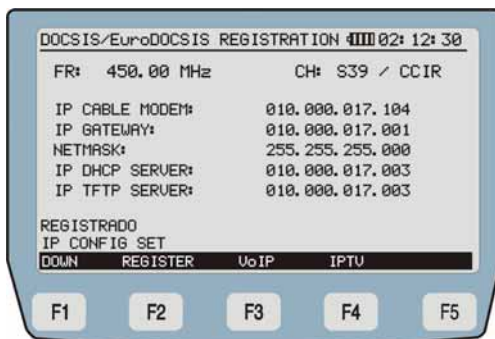 DOCSIS/EuroDOCSIS REGISTRATION 02:12:30
FR: 450.00 MHz CH: S39 / CCIR
IP CABLE MODEM: 010.000.017.104
IP GATEWAY: 010.000.017.001
NETMASK: 255.255.255.000
IP DHCP SERVER: 010.000.017.003
IP TFTP SERVER: 010.000.017.003
REGISTRADO
IP CONFIG SET
DOWN REGISTER VoIP IPTV
F1 F2 F3 F4 F5